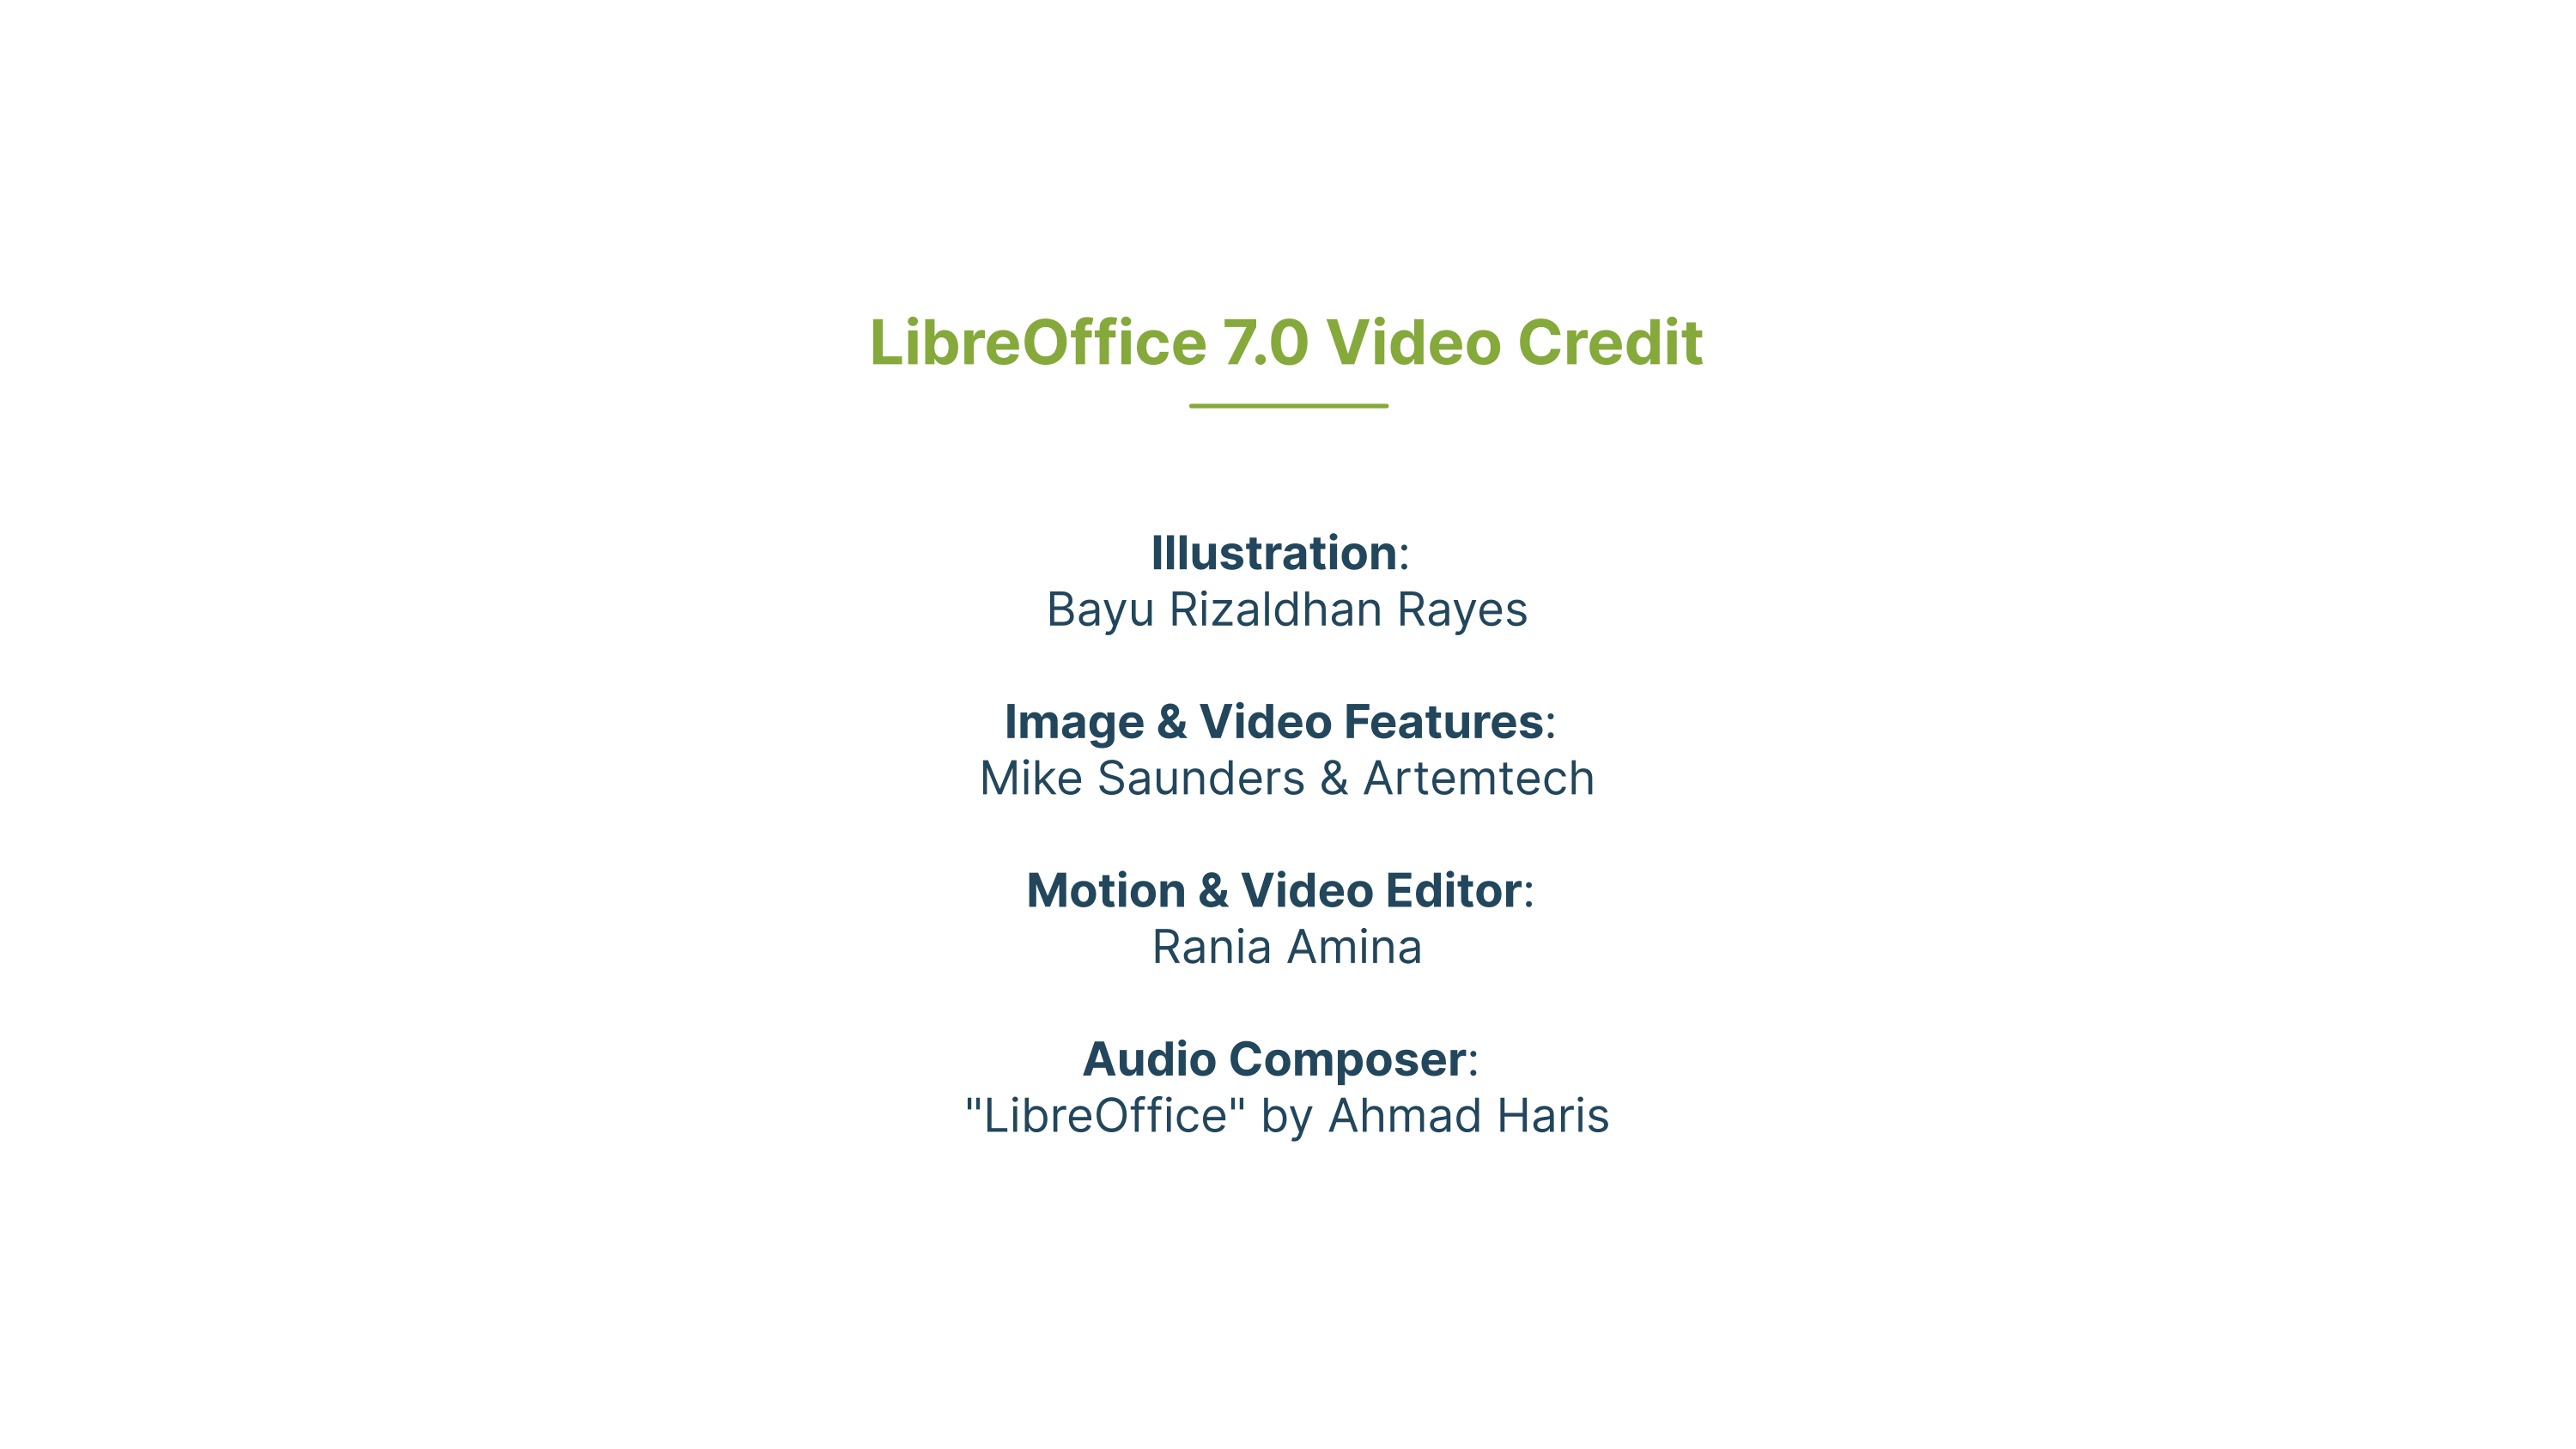 LibreOffice 7.0 Video Credit
Illustration:
Bayu Rizaldhan Rayes
Image & Video Features:
Mike Saunders & Artemtech
Motion & Video Editor:
Rania Amina
Audio Composer:
"LibreOffice" by Ahmad Haris